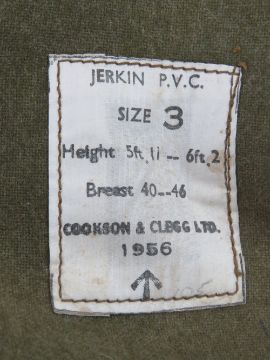 JERKIN P.V.C.
SIZE 3
Height 5ft,11 -- 6ft,2
Breast 40--46
COOKSON & CLEGG LTD.
1956